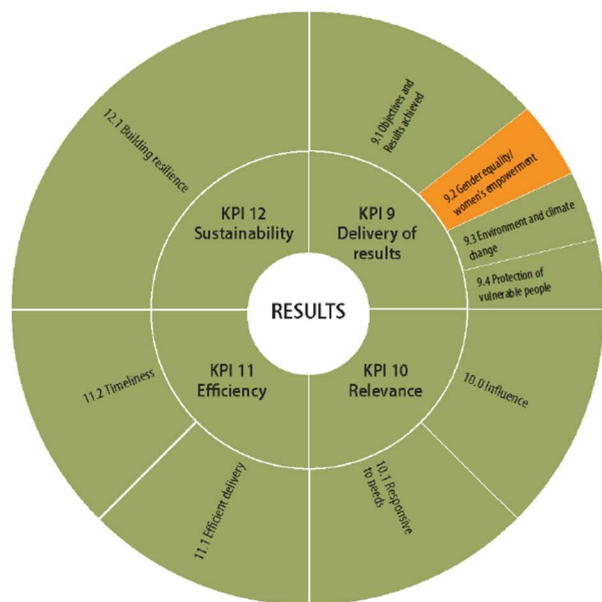 RESULTS
KPI 9
Delivery of
results
9.1 Objectives and
Results achieved
9.2 Gender equality/
women's empowerment
9.3 Environment and climate
change
9.4 Protection of
vulnerable people
KPI 10
Relevance
10.0 Influence
10.1 Responsive
to needs
KPI 11
Efficiency
11.1 Efficient delivery
11.2 Timeliness
KPI 12
Sustainability
12.1 Building resilience